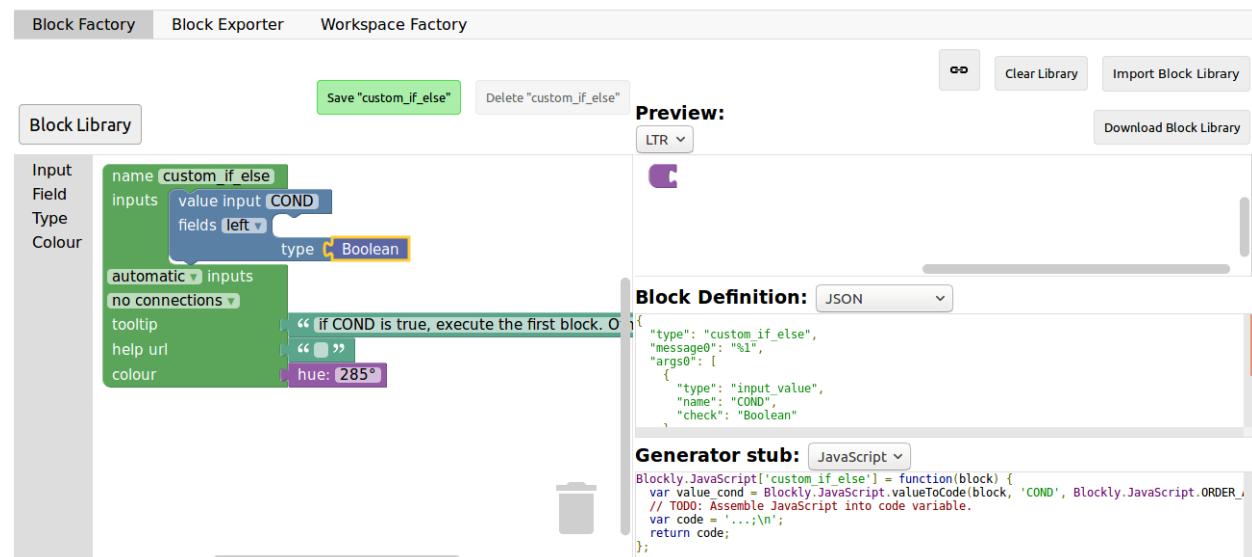 Block Factory Block Exporter Workspace Factory
Clear Library Import Block Library
Save "custom_if_else" Delete "custom_if_else"
Block Library
Preview:
LTR
Download Block Library
Input
Field
Type
Colour
name custom_if_else
inputs value input COND
fields left
type Boolean
automatic inputs
no connections
tooltip “ if COND is true, execute the first block.
help url “ ”
colour hue: 285°
Block Definition: JSON
{
"type": "custom_if_else",
"message0": "%1",
"args0": [
{
"type": "input_value",
"name": "COND",
"check": "Boolean"
Generator stub: JavaScript
Blockly.JavaScript['custom_if_else'] = function(block) {
var value_cond = Blockly.JavaScript.valueToCode(block, 'COND', Blockly.JavaScript.ORDER_
// TODO: Assemble JavaScript into code variable.
var code = '...;\n';
return code;
};